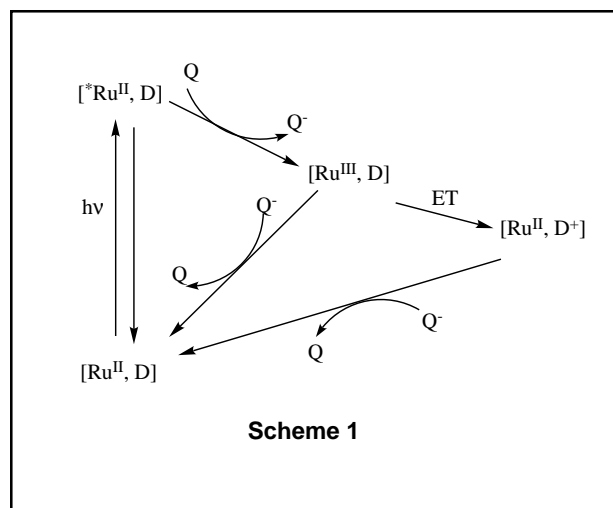 Q
[*Ruᴵᴵ, D]
Q⁻
[Ruᴵᴵᴵ, D]
ET
hν
Q⁻
[Ruᴵᴵ, D⁺]
Q
Q⁻
Q
[Ruᴵᴵ, D]
Scheme 1